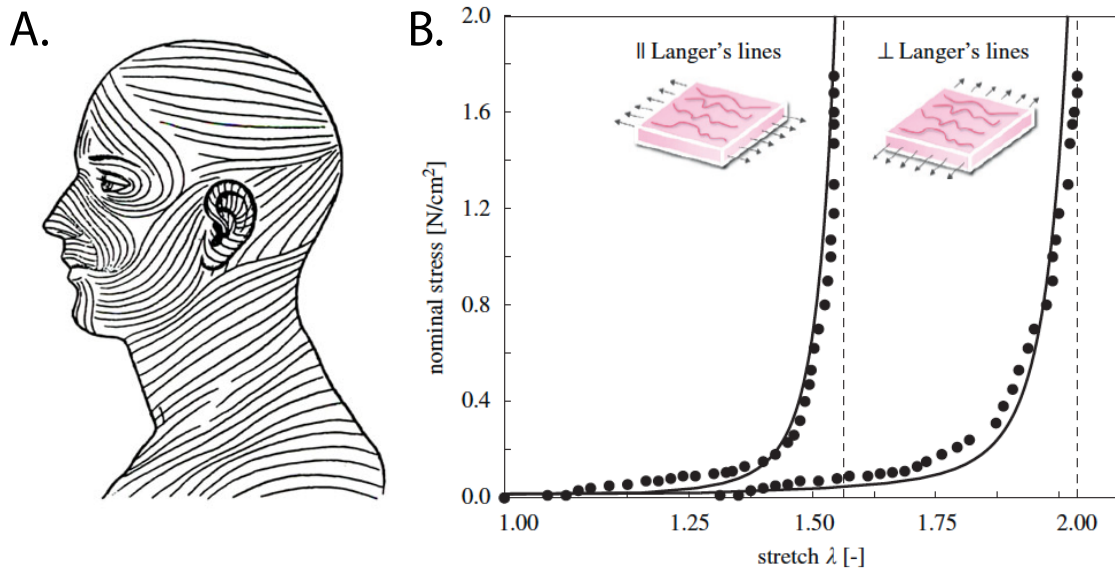 A.
B.
|| Langer's lines
⊥ Langer's lines
nominal stress [N/cm2]
2.0
1.6
1.2
0.8
0.4
0.0
1.00 1.25 1.50 1.75 2.00
stretch λ [-]